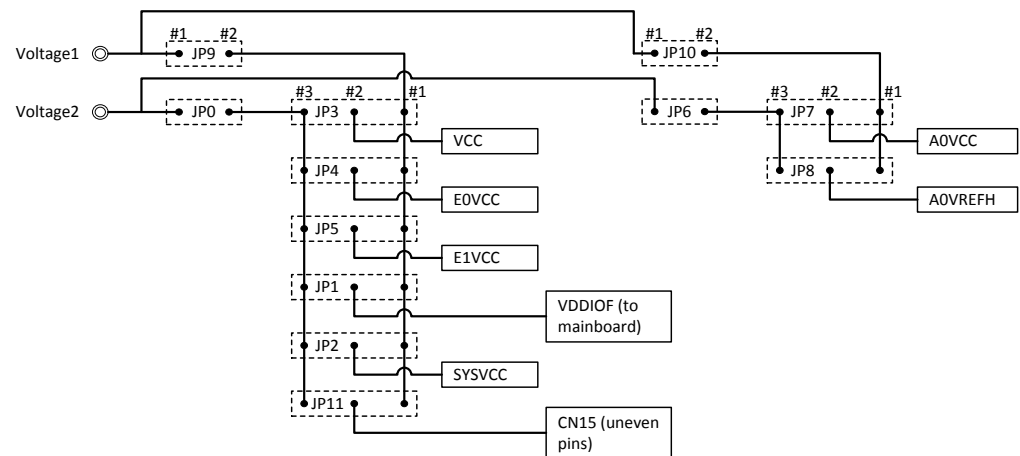 #1 #2 #1 #2
Voltage1 JP9 JP10
#3 #2 #1 #3 #2 #1
Voltage2 JP0 JP3 JP6 JP7
VCC A0VCC
JP4 JP8
E0VCC A0VREFH
JP5
E1VCC
JP1
VDDIOF (to
mainboard)
JP2
SYSVCC
JP11
CN15 (uneven
pins)